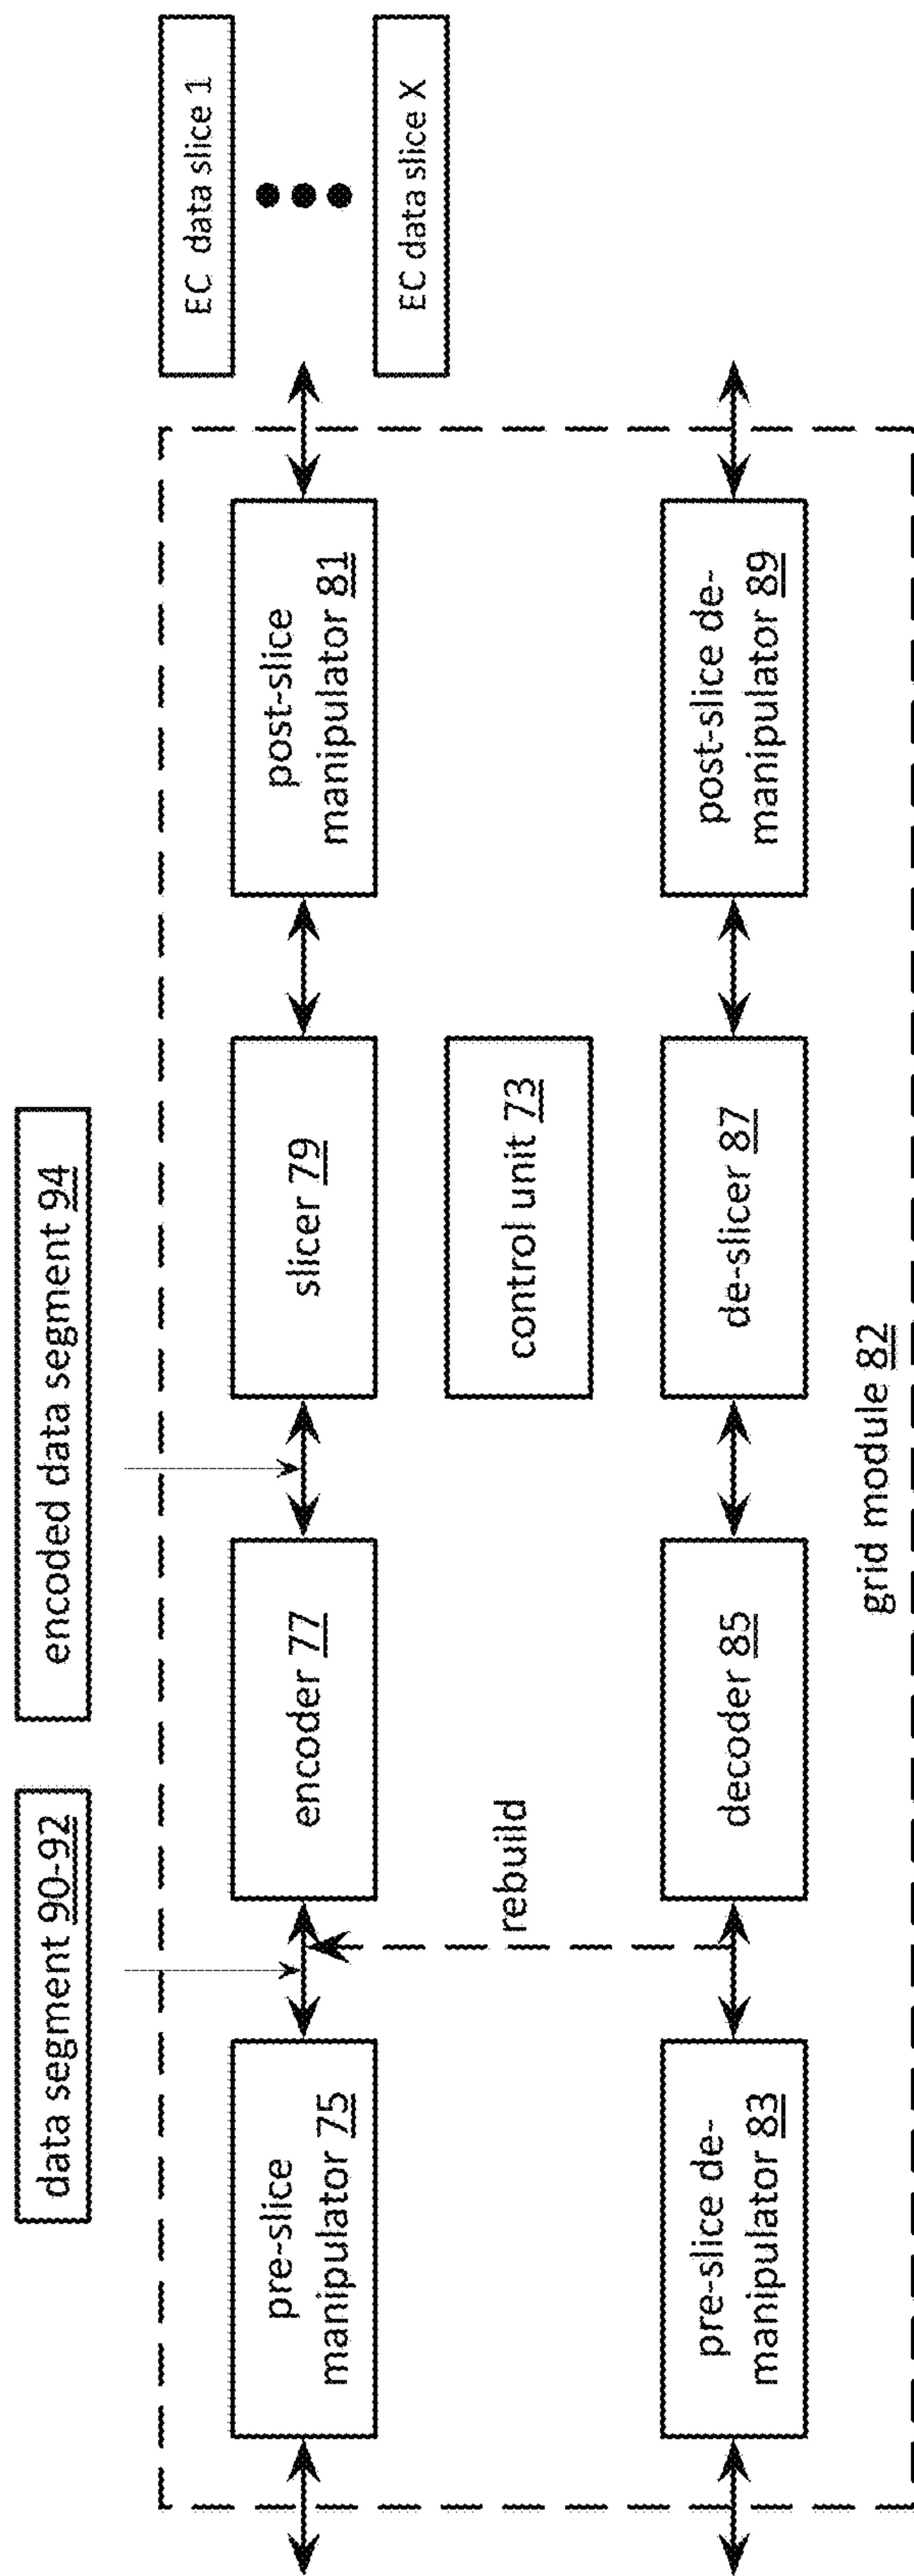 data segment 90-92
encoded data segment 94
EC data slice 1
EC data slice X
pre-slice
manipulator 75
encoder 77
slicer 79
post-slice
manipulator 81
rebuild
control unit 73
pre-slice de-
manipulator 83
decoder 85
de-slicer 87
post-slice de-
manipulator 89
grid module 82